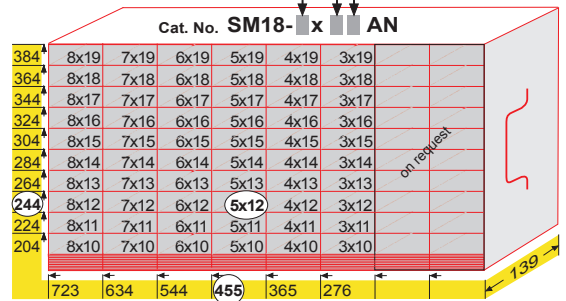 Cat. No. SM18- x AN
384 8x19 7x19 6x19 5x19 4x19 3x19
364 8x18 7x18 6x18 5x18 4x18 3x18
344 8x17 7x17 6x17 5x17 4x17 3x17
324 8x16 7x16 6x16 5x16 4x16 3x16
304 8x15 7x15 6x15 5x15 4x15 3x15
284 8x14 7x14 6x14 5x14 4x14 3x14
264 8x13 7x13 6x13 5x13 4x13 3x13
244 8x12 7x12 6x12 5x12 4x12 3x12
224 8x11 7x11 6x11 5x11 4x11 3x11
204 8x10 7x10 6x10 5x10 4x10 3x10
on request
723 634 544 455 365 276
139